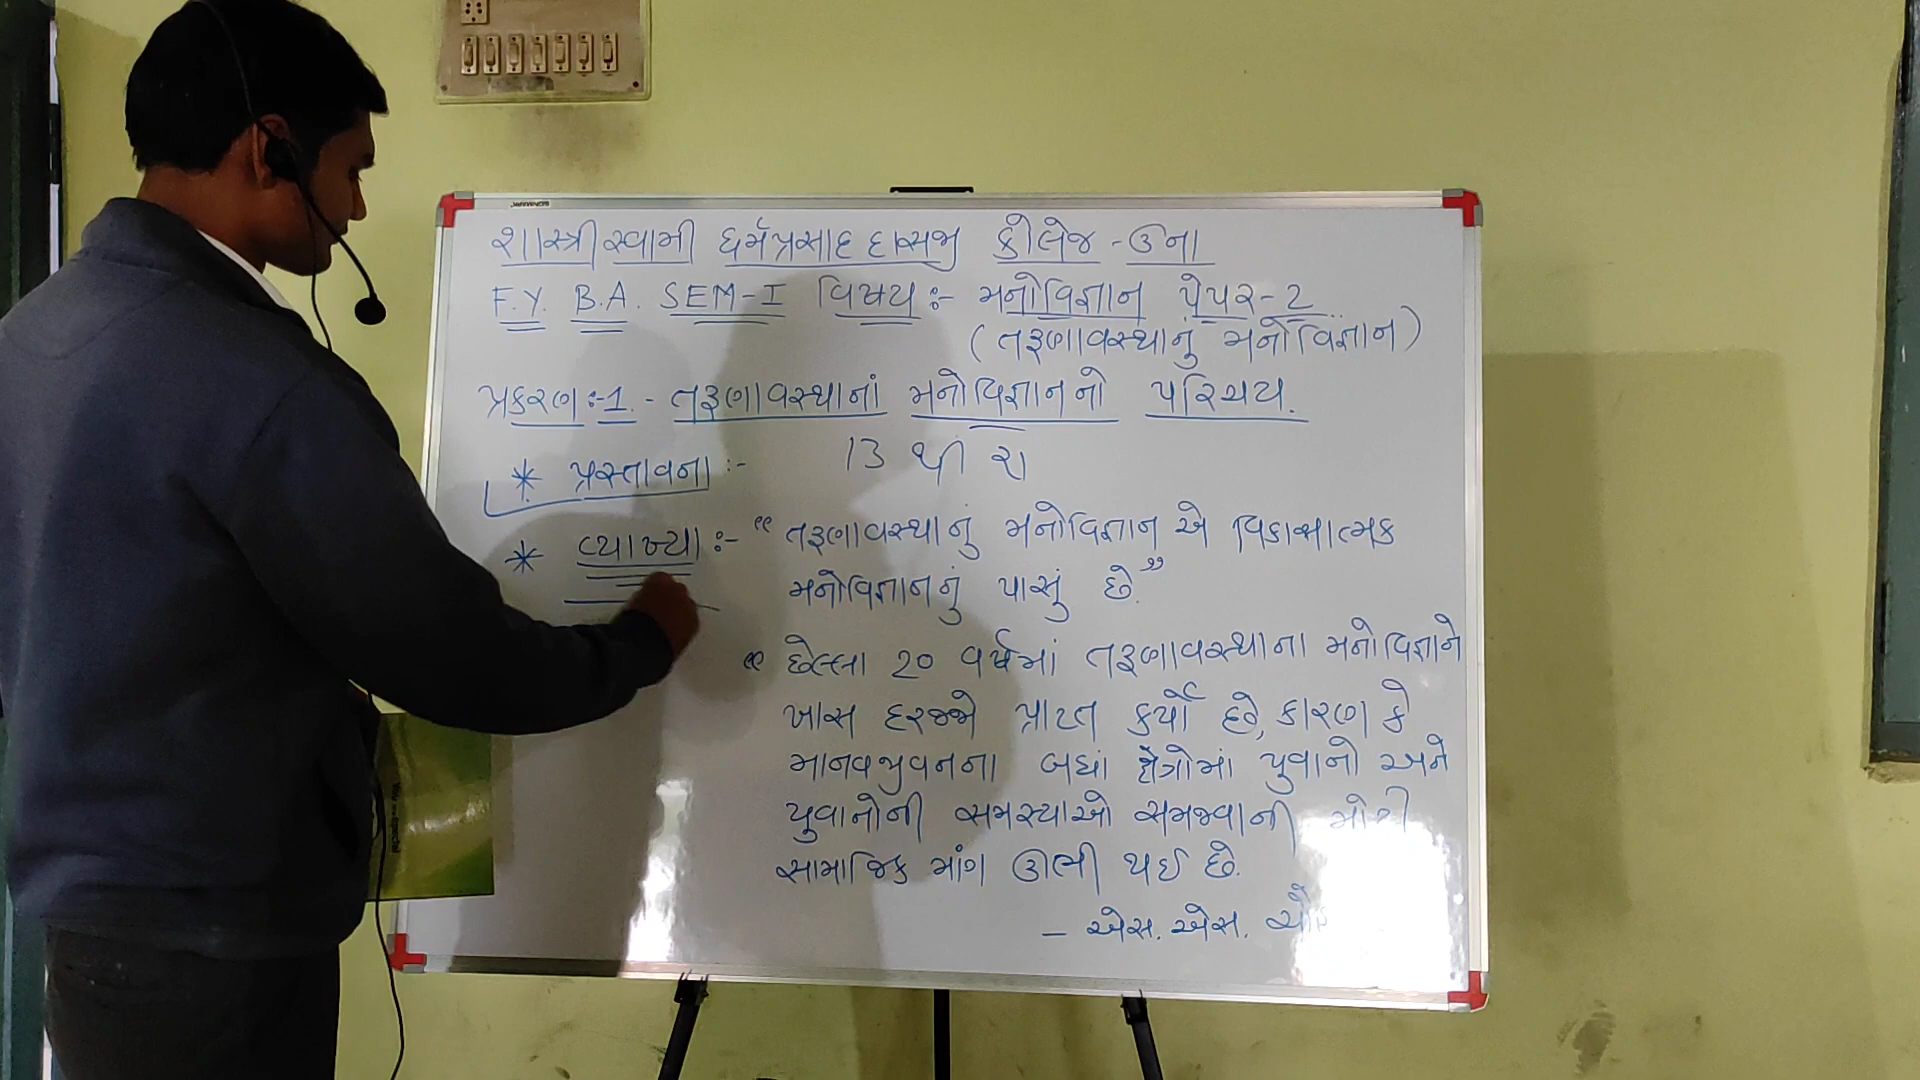 શાસ્ત્રી સ્વામી ધર્મપ્રસાદ દાસજી કોલેજ - ઉના
F.Y. B.A. SEM-I વિષય :- મનોવિજ્ઞાન પેપર-2
(તરૂણાવસ્થાનું મનોવિજ્ઞાન)
પ્રકરણ :-1. - તરૂણાવસ્થાનાં મનોવિજ્ઞાનનો પરિચય.
* પ્રસ્તાવના :- 13 થી
* વ્યાખ્યા :- “તરૂણાવસ્થાનું મનોવિજ્ઞાન એ વિકાસાત્મક
મનોવિજ્ઞાનનું પાસું છે.”
“ છેલ્લા 20 વર્ષમાં તરૂણાવસ્થાના મનોવિજ્ઞાને
ખાસ દરજ્જો પ્રાપ્ત કર્યો છે, કારણ કે
માનવજીવનના બધાં ક્ષેત્રોમાં યુવાનો અને
યુવાનોની સમસ્યાઓ સમજવાની મોટી
સામાજિક માંગ ઊભી થઈ છે.
- એસ. એસ.